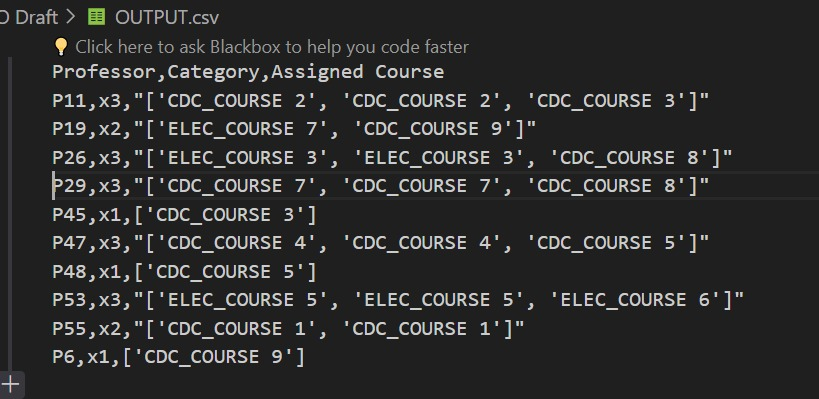 O Draft > OUTPUT.csv
Click here to ask Blackbox to help you code faster
Professor,Category,Assigned Course
P11,x3,"['CDC_COURSE 2', 'CDC_COURSE 2', 'CDC_COURSE 3']"
P19,x2,"['ELEC_COURSE 7', 'CDC_COURSE 9']"
P26,x3,"['ELEC_COURSE 3', 'ELEC_COURSE 3', 'CDC_COURSE 8']"
P29,x3,"['CDC_COURSE 7', 'CDC_COURSE 7', 'CDC_COURSE 8']"
P45,x1,['CDC_COURSE 3']
P47,x3,"['CDC_COURSE 4', 'CDC_COURSE 4', 'CDC_COURSE 5']"
P48,x1,['CDC_COURSE 5']
P53,x3,"['ELEC_COURSE 5', 'ELEC_COURSE 5', 'ELEC_COURSE 6']"
P55,x2,"['CDC_COURSE 1', 'CDC_COURSE 1']"
P6,x1,['CDC_COURSE 9']